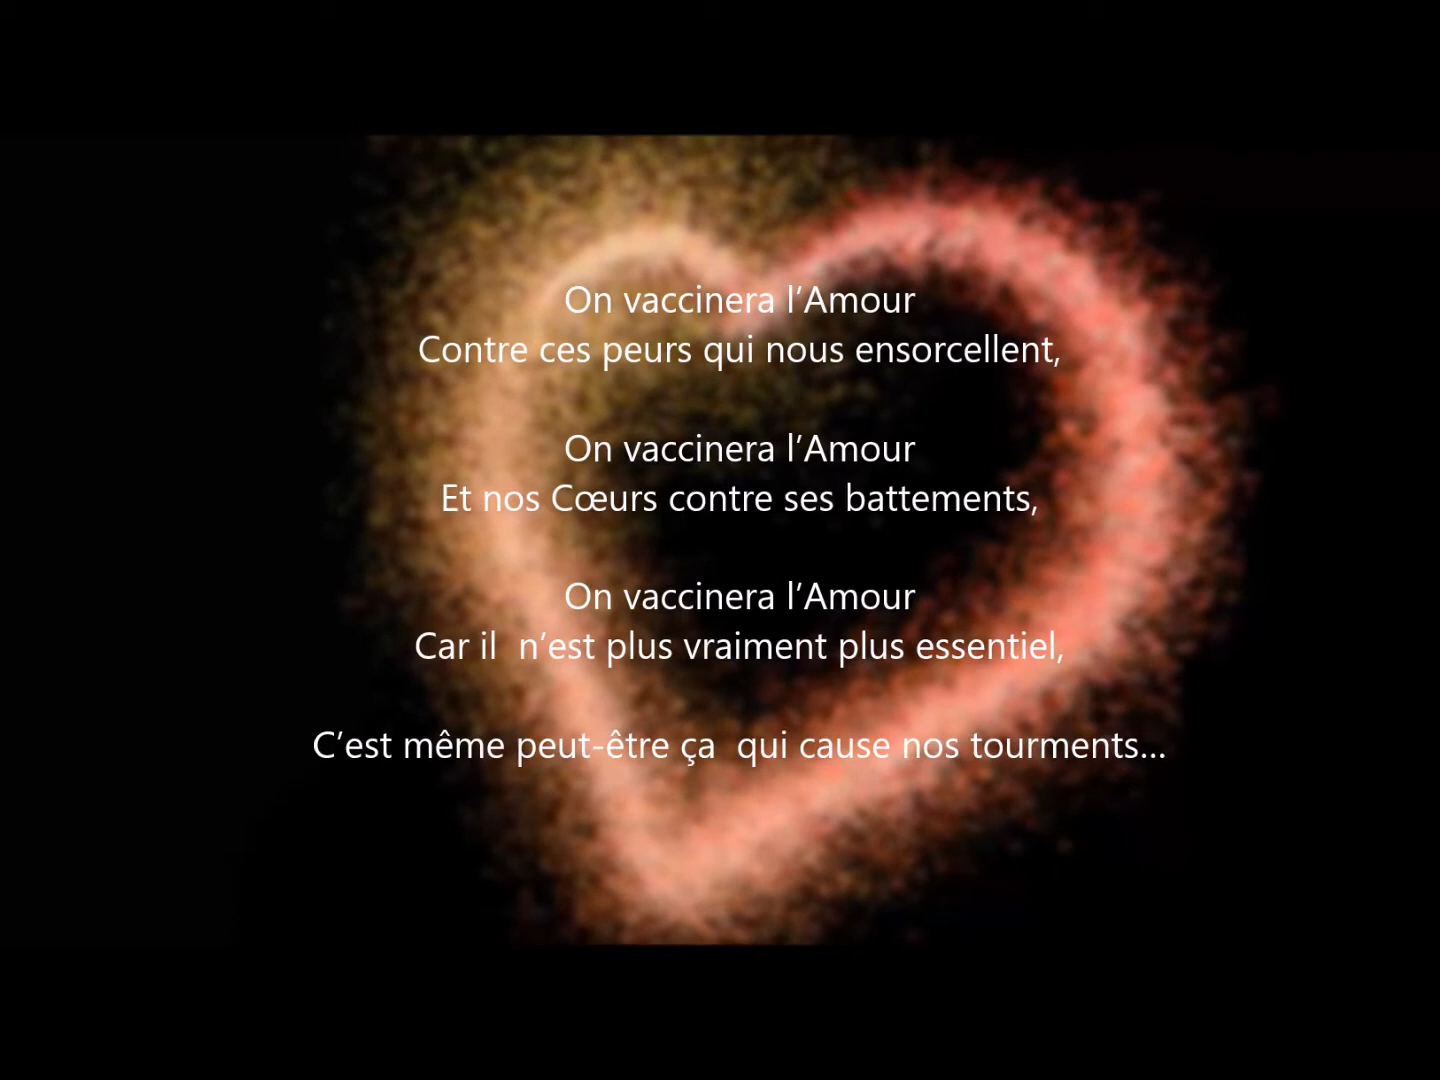 On vaccinera l’Amour
Contre ces peurs qui nous ensorcellent,
On vaccinera l’Amour
Et nos Cœurs contre ses battements,
On vaccinera l’Amour
Car il  n’est plus vraiment plus essentiel,
C’est même peut-être ça  qui cause nos tourments...